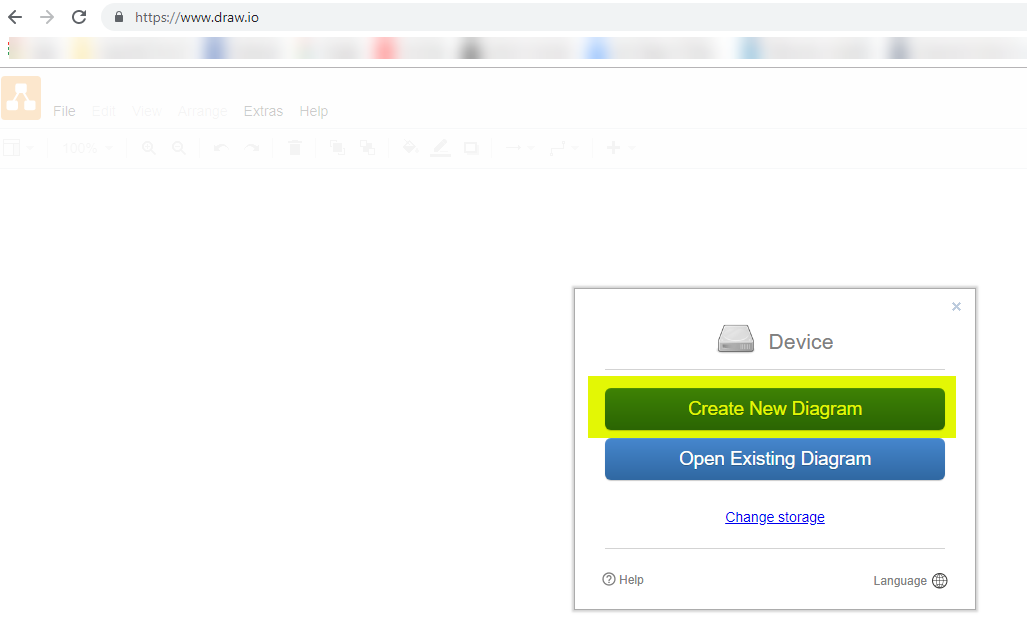 https://www.draw.io
File Edit View Arrange Extras Help
100%
Device
Create New Diagram
Open Existing Diagram
Change storage
Help
Language